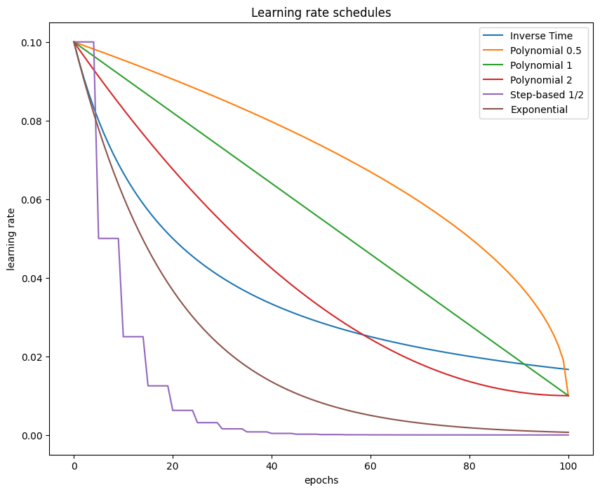 Learning rate schedules
Inverse Time
Polynomial 0.5
Polynomial 1
Polynomial 2
Step-based 1/2
Exponential
learning rate
0.10
0.08
0.06
0.04
0.02
0.00
0
20
40
60
80
100
epochs